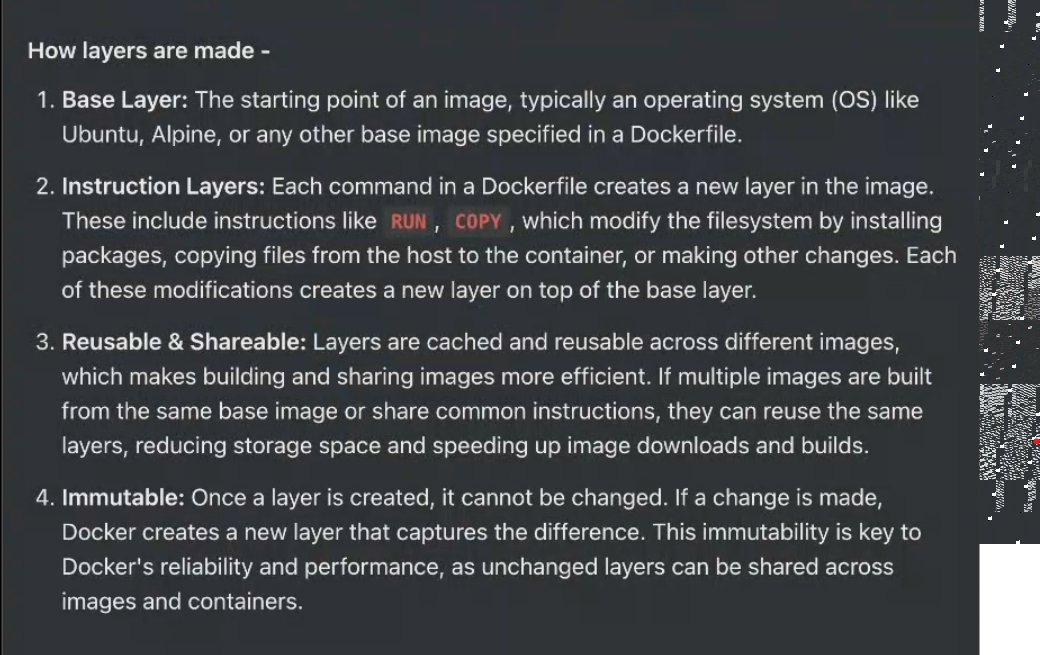 How layers are made -
1. Base Layer: The starting point of an image, typically an operating system (OS) like
Ubuntu, Alpine, or any other base image specified in a Dockerfile.
2. Instruction Layers: Each command in a Dockerfile creates a new layer in the image.
These include instructions like RUN , COPY , which modify the filesystem by installing
packages, copying files from the host to the container, or making other changes. Each
of these modifications creates a new layer on top of the base layer.
3. Reusable & Shareable: Layers are cached and reusable across different images,
which makes building and sharing images more efficient. If multiple images are built
from the same base image or share common instructions, they can reuse the same
layers, reducing storage space and speeding up image downloads and builds.
4. Immutable: Once a layer is created, it cannot be changed. If a change is made,
Docker creates a new layer that captures the difference. This immutability is key to
Docker's reliability and performance, as unchanged layers can be shared across
images and containers.